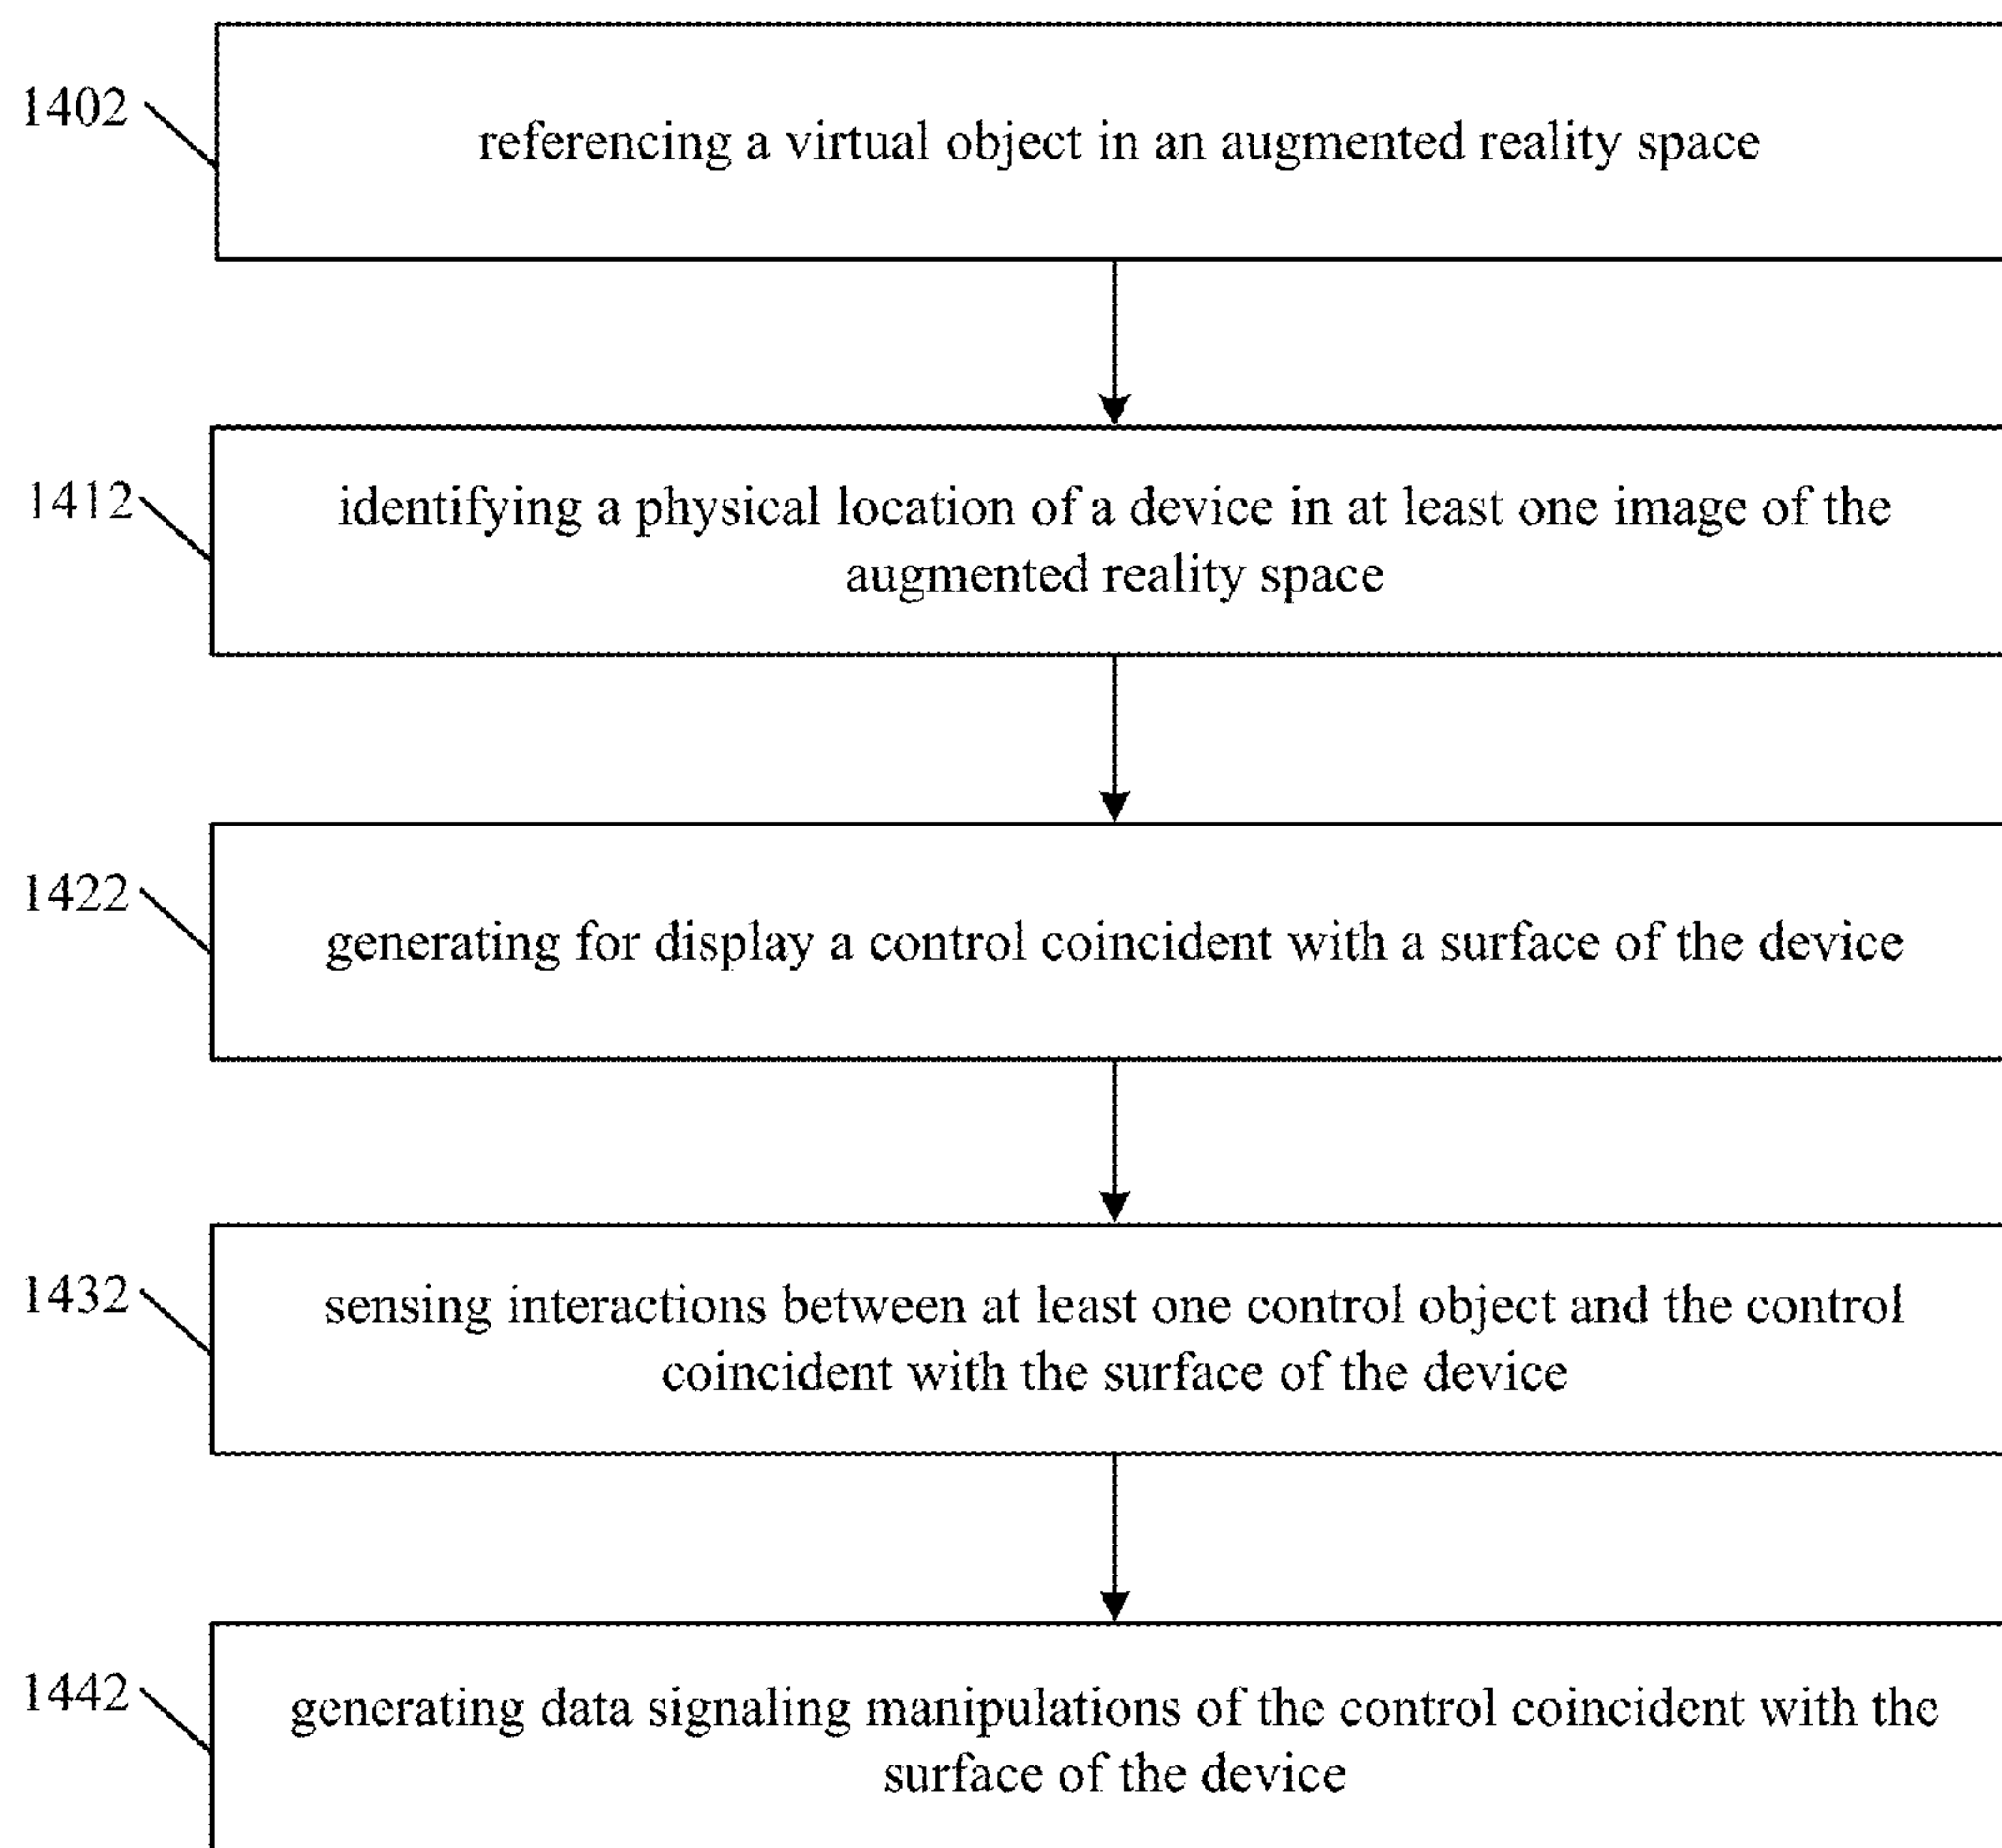 1402
referencing a virtual object in an augmented reality space
1412
identifying a physical location of a device in at least one image of the
augmented reality space
1422
generating for display a control coincident with a surface of the device
1432
sensing interactions between at least one control object and the control
coincident with the surface of the device
1442
generating data signaling manipulations of the control coincident with the
surface of the device